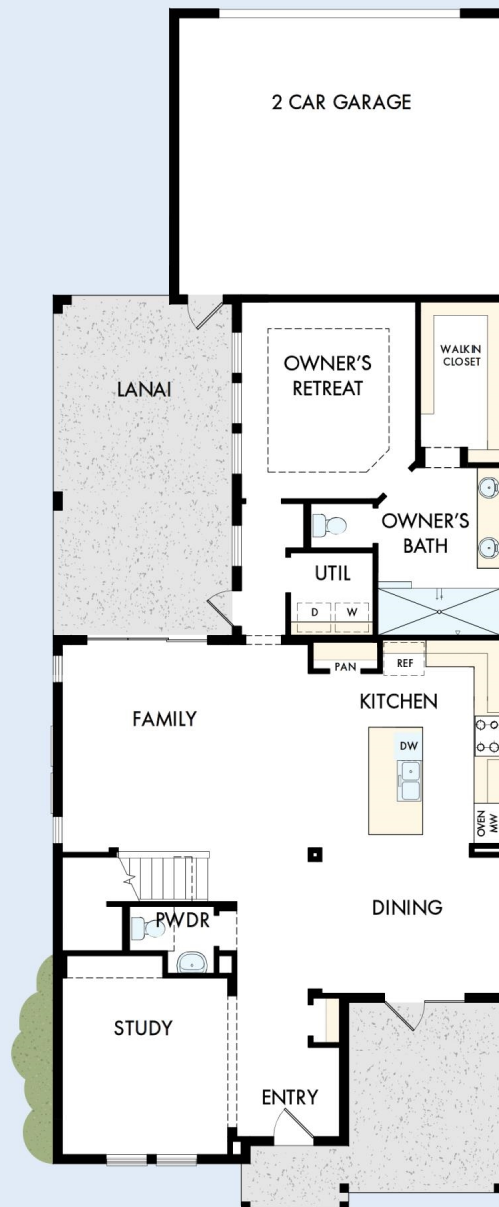 2 CAR GARAGE
WALKIN
CLOSET
OWNER'S
RETREAT
LANAI
OWNER'S
BATH
UTIL
D
W
PAN
REF
KITCHEN
FAMILY
DW
OVEN
MW
DINING
PWDR
STUDY
ENTRY